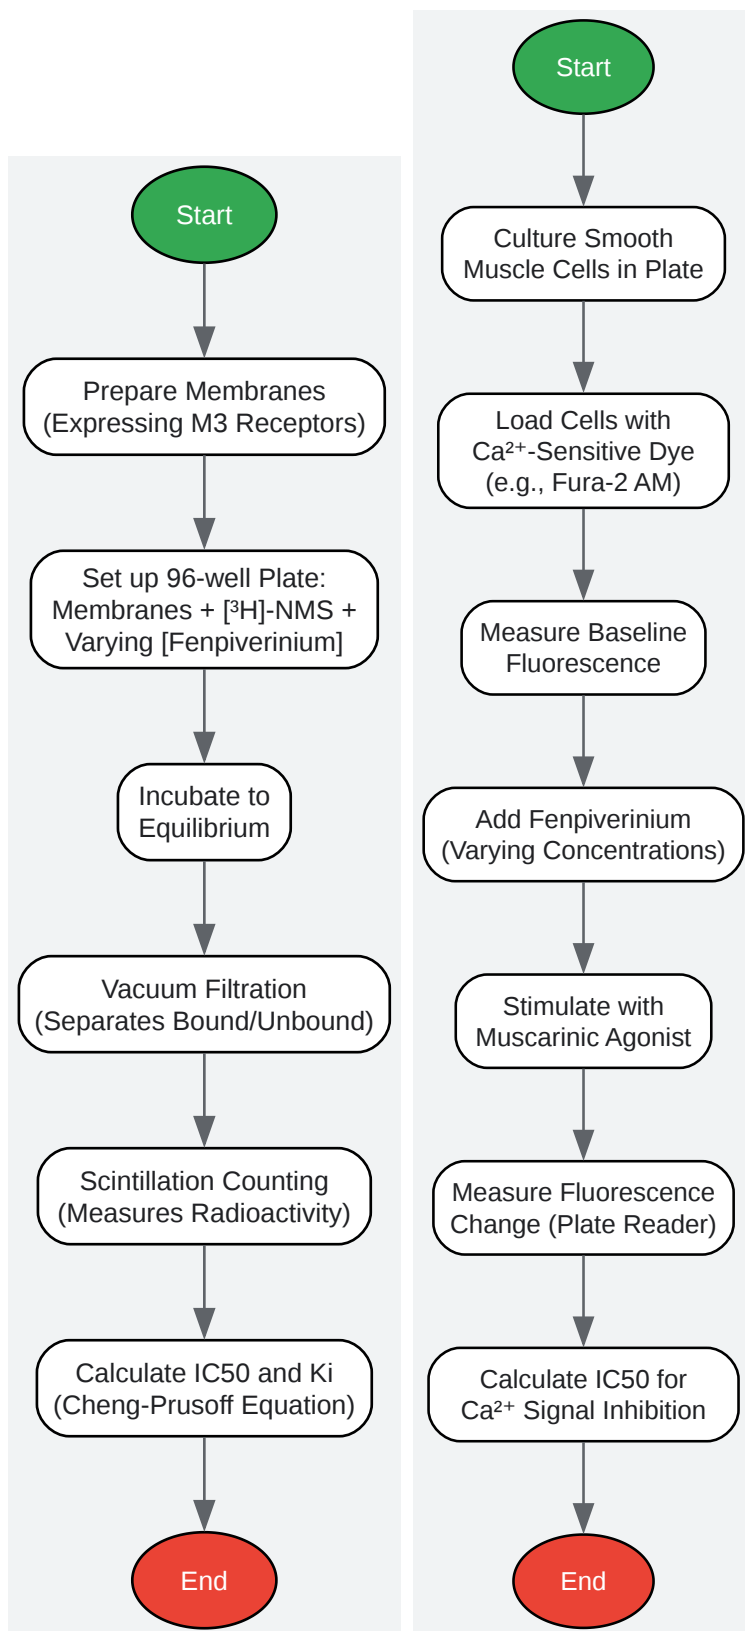 Start
Prepare Membranes
(Expressing M3 Receptors)
Set up 96-well Plate:
Membranes + [³H]-NMS +
Varying [Fenpiverinium]
Incubate to
Equilibrium
Vacuum Filtration
(Separates Bound/Unbound)
Scintillation Counting
(Measures Radioactivity)
Calculate IC50 and Ki
(Cheng-Prusoff Equation)
End
Start
Culture Smooth
Muscle Cells in Plate
Load Cells with
Ca²⁺-Sensitive Dye
(e.g., Fura-2 AM)
Measure Baseline
Fluorescence
Add Fenpiverinium
(Varying Concentrations)
Stimulate with
Muscarinic Agonist
Measure Fluorescence
Change (Plate Reader)
Calculate IC50 for
Ca²⁺ Signal Inhibition
End